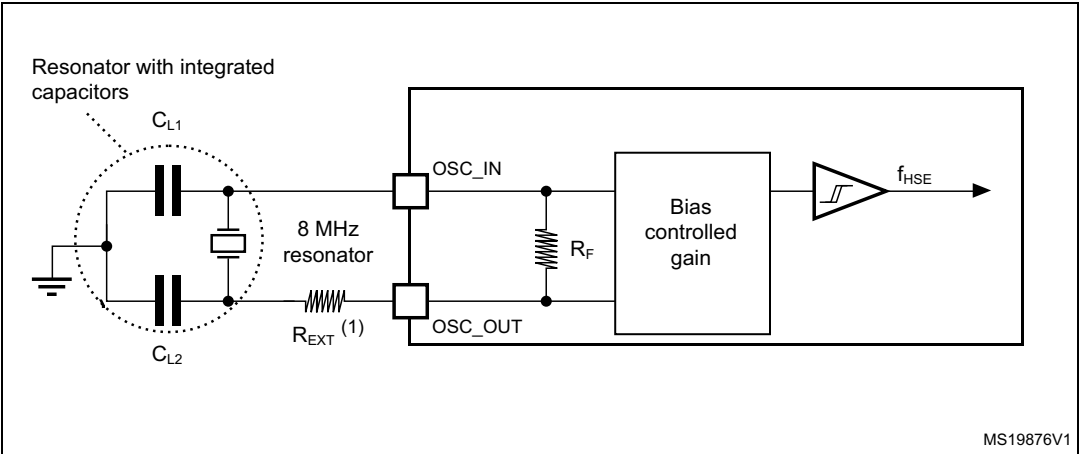 Resonator with integrated
capacitors
CL1
OSC_IN
fHSE
8 MHz
resonator
RF
Bias
controlled
gain
REXT (1)
OSC_OUT
CL2
MS19876V1